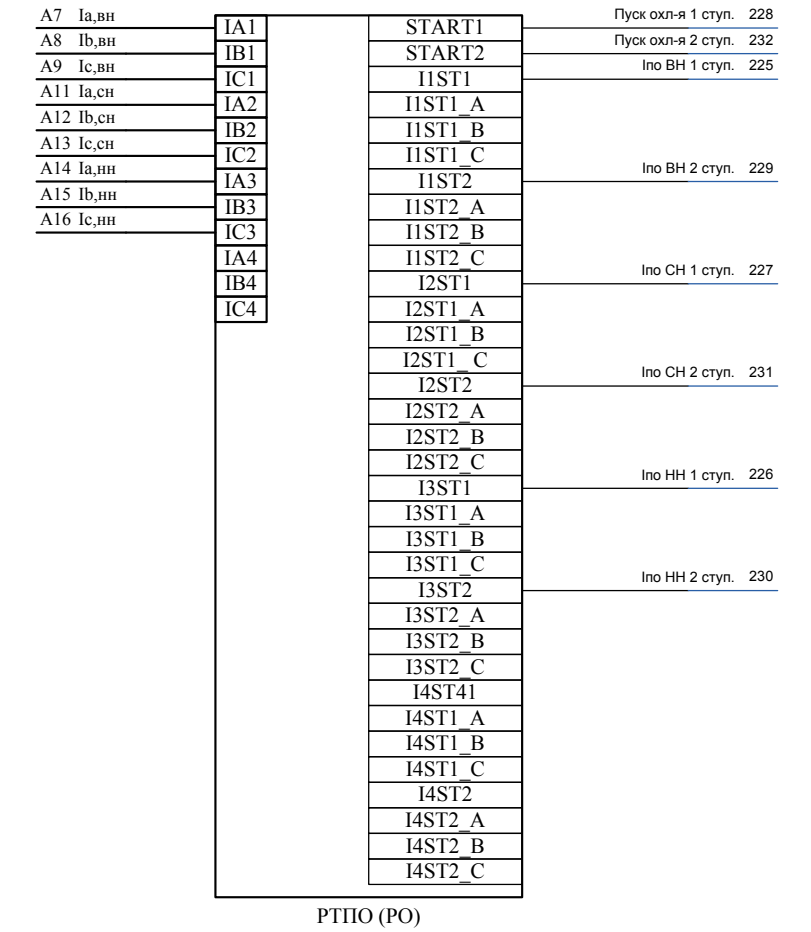 A7 Ia,вн
A8 Ib,вн
A9 Ic,вн
A11 Ia,сн
A12 Ib,сн
A13 Ic,сн
A14 Ia,нн
A15 Ib,нн
A16 Ic,нн
IA1
IB1
IC1
IA2
IB2
IC2
IA3
IB3
IC3
IA4
IB4
IC4
START1
START2
I1ST1
I1ST1_A
I1ST1_B
I1ST1_C
I1ST2
I1ST2_A
I1ST2_B
I1ST2_C
I2ST1
I2ST1_A
I2ST1_B
I2ST1_ C
I2ST2
I2ST2_A
I2ST2_B
I2ST2_C
I3ST1
I3ST1_A
I3ST1_B
I3ST1_C
I3ST2
I3ST2_A
I3ST2_B
I3ST2_C
I4ST41
I4ST1_A
I4ST1_B
I4ST1_C
I4ST2
I4ST2_A
I4ST2_B
I4ST2_C
Пуск охл-я 1 ступ. 228
Пуск охл-я 2 ступ. 232
Iпо ВН 1 ступ. 225
Iпо ВН 2 ступ. 229
Iпо СН 1 ступ. 227
Iпо СН 2 ступ. 231
Iпо НН 1 ступ. 226
Iпо НН 2 ступ. 230
РТПО (РО)